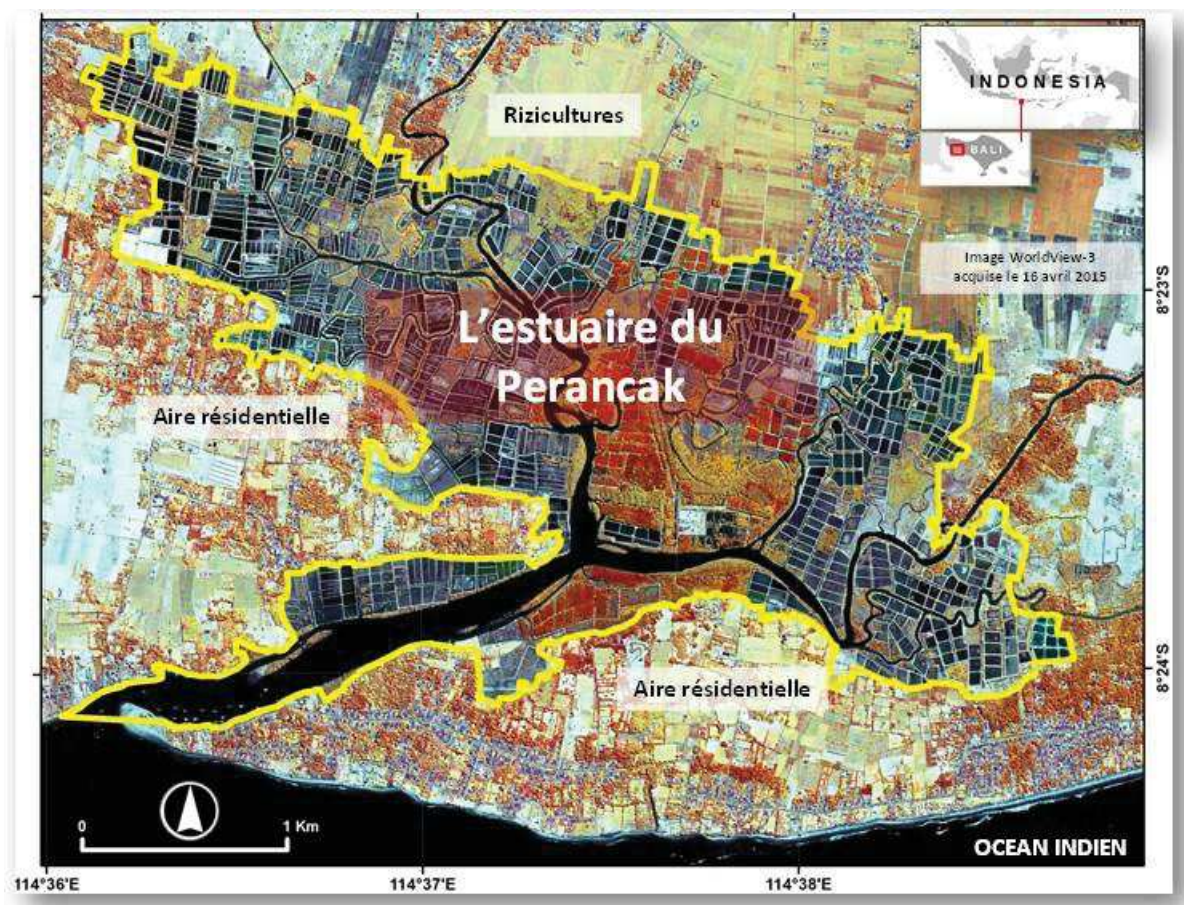 INDONESIA
BALI
Rizicultures
Image WorldView-3
acquise le 16 avril 2015
8°23'S
L'estuaire du
Perancak
Aire résidentielle
Aire résidentielle
8°24'S
0 1 Km
OCEAN INDIEN
114°36'E 114°37'E 114°38'E